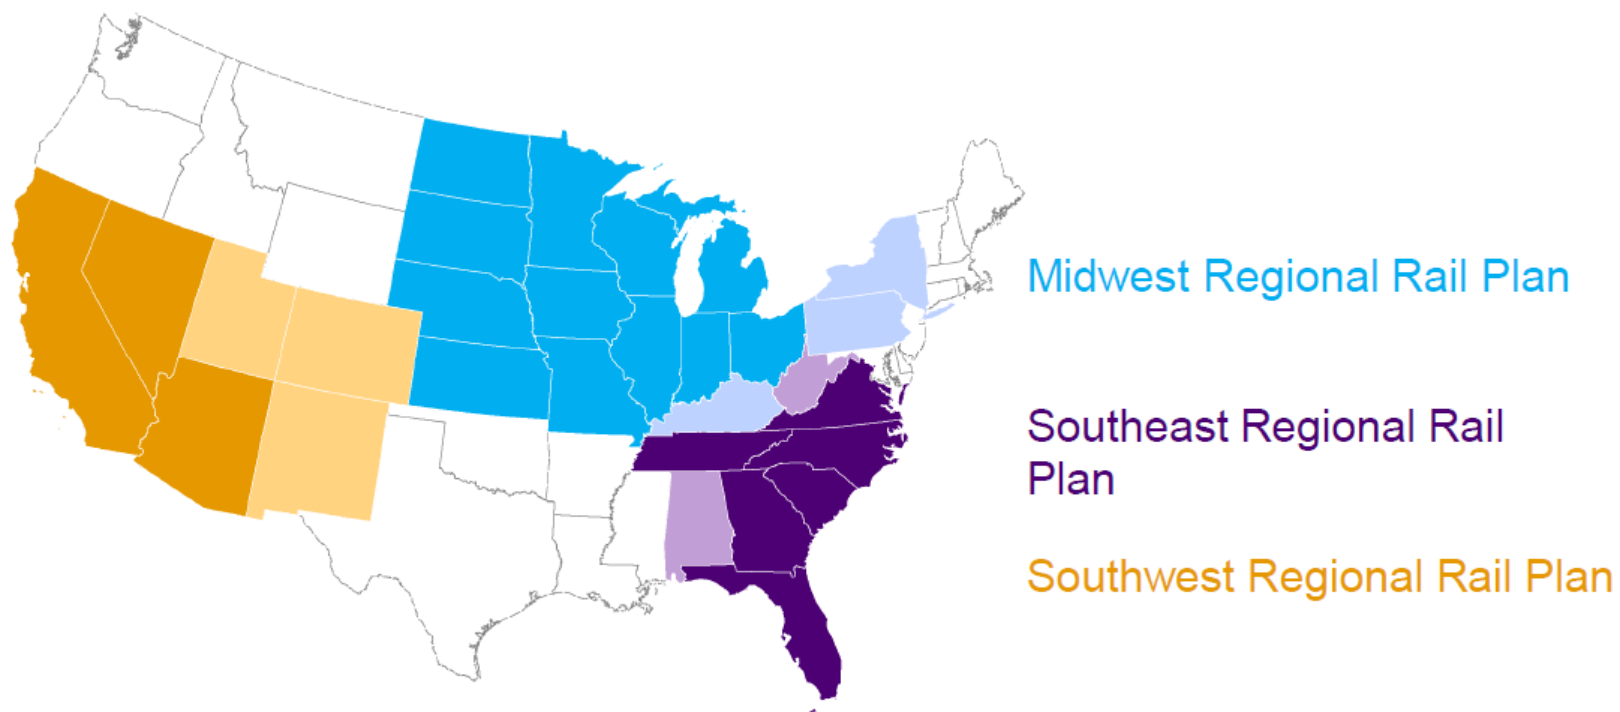 Midwest Regional Rail Plan
Southeast Regional Rail
Plan
Southwest Regional Rail Plan